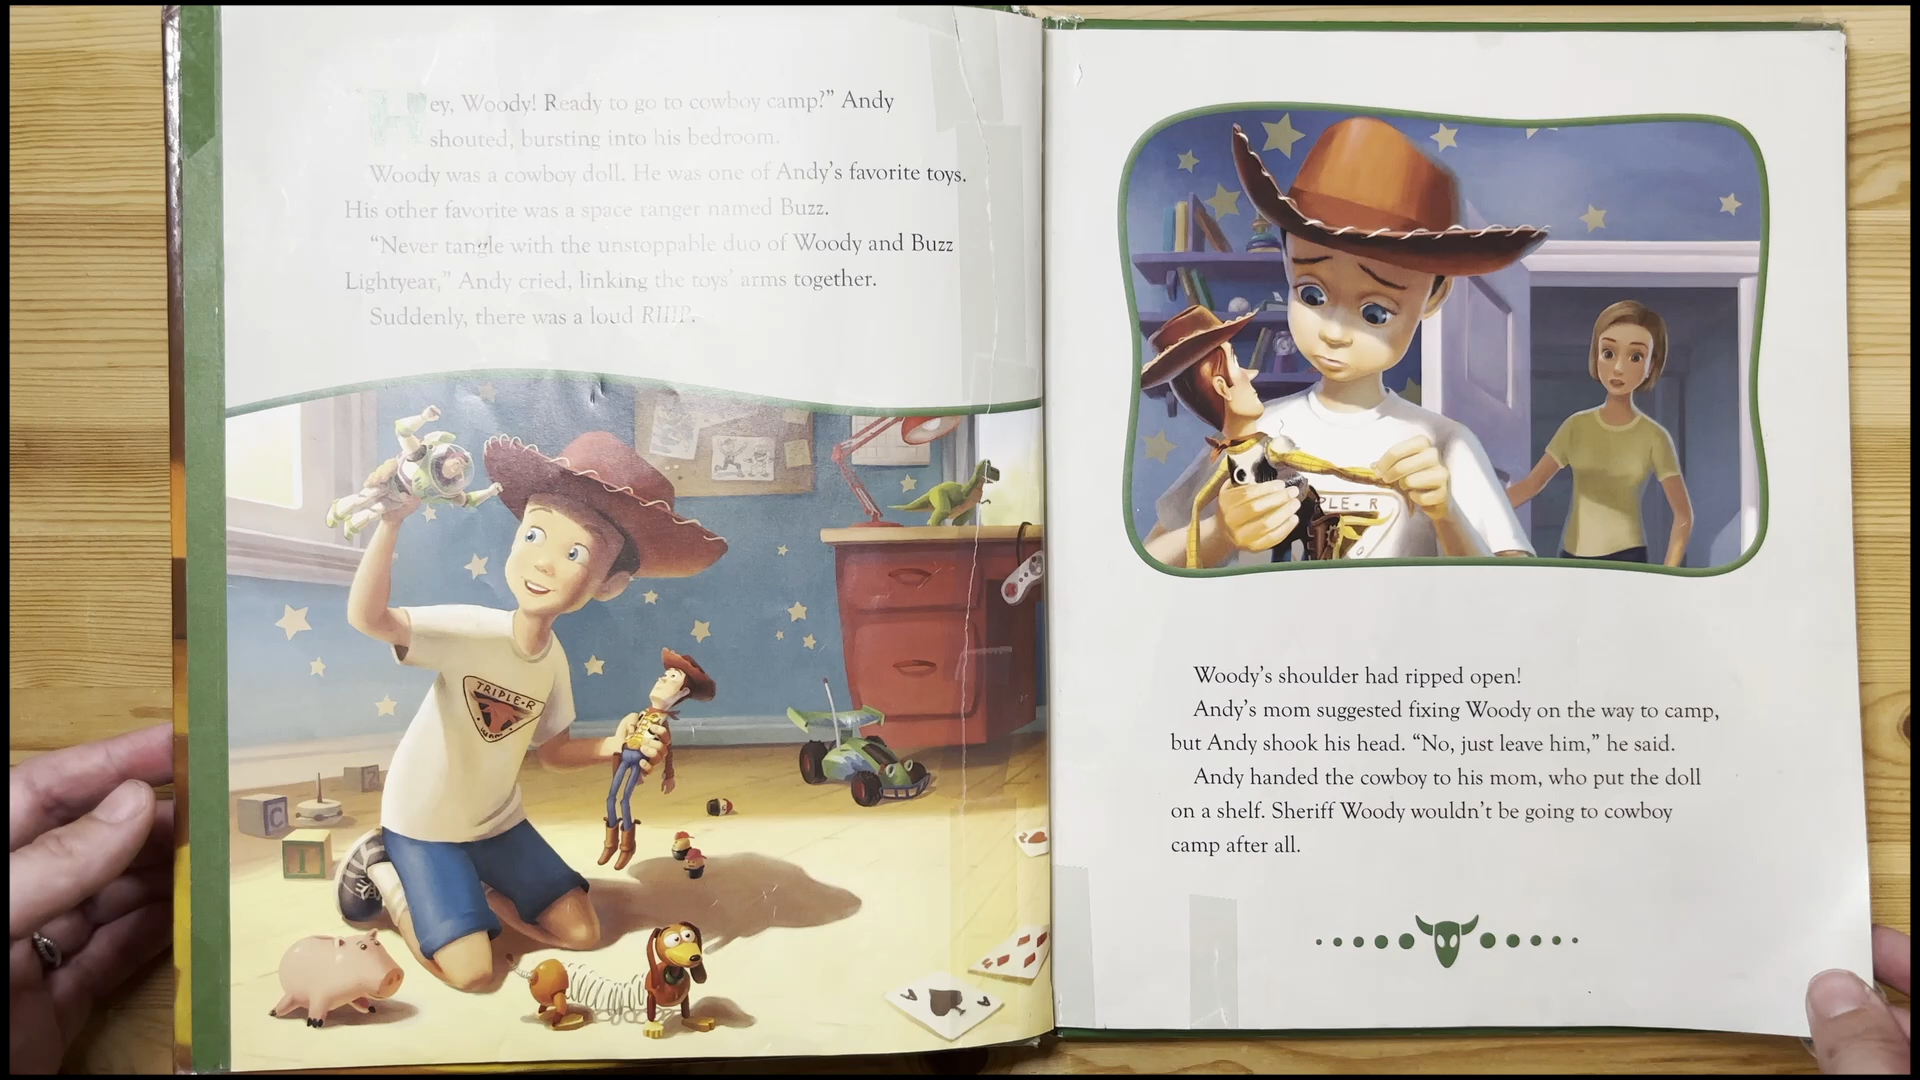 Hey, Woody! Ready to go to cowboy camp?” Andy
shouted, bursting into his bedroom.
Woody was a cowboy doll. He was one of Andy’s favorite toys.
His other favorite was a space ranger named Buzz.
“Never tangle with the unstoppable duo of Woody and Buzz
Lightyear,” Andy cried, linking the toys’ arms together.
Suddenly, there was a loud RIIIP.
TRIPLE-R
C
T
PLE-R
Woody’s shoulder had ripped open!
Andy’s mom suggested fixing Woody on the way to camp,
but Andy shook his head. “No, just leave him,” he said.
Andy handed the cowboy to his mom, who put the doll
on a shelf. Sheriff Woody wouldn’t be going to cowboy
camp after all.